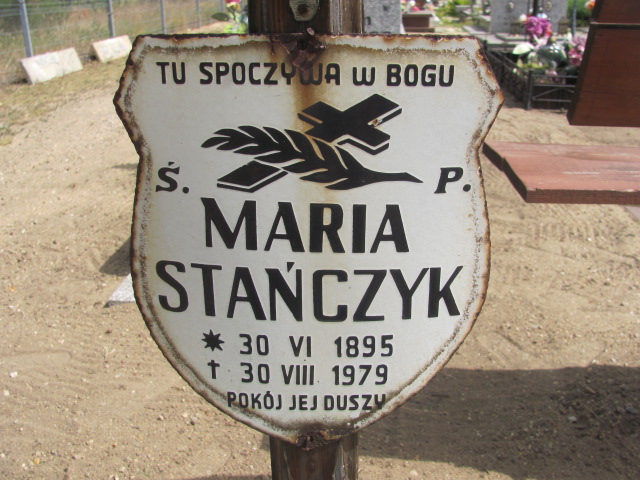 TU SPOCZYWA W BOGU
Ś. P.
MARIA
STAŃCZYK
* 30 VI 1895
† 30 VIII 1979
POKÓJ JEJ DUSZY